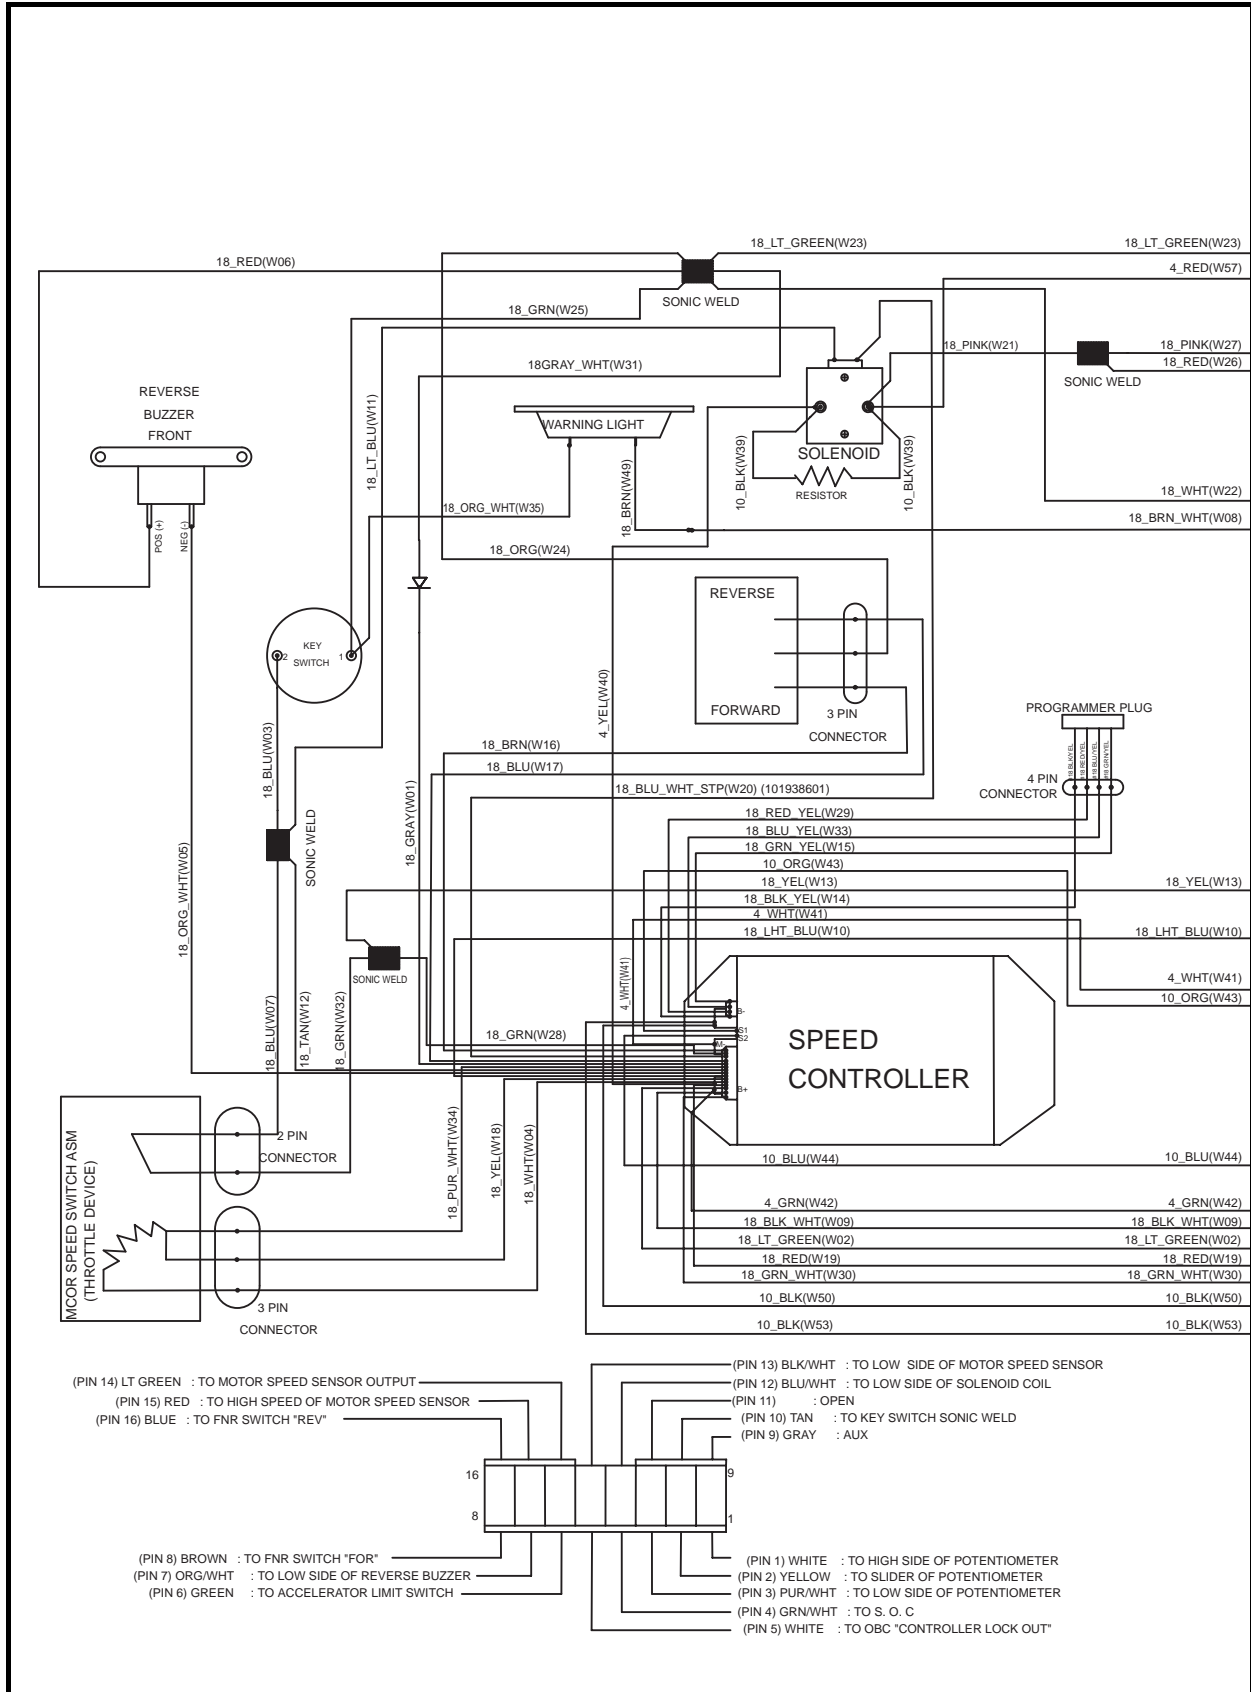 18_LT_GREEN(W23)
18_LT_GREEN(W23)
18_RED(W06)
4_RED(W57)
SONIC WELD
18_GRN(W25)
18_PINK(W21)
18_PINK(W27)
18_RED(W26)
SONIC WELD
18GRAY_WHT(W31)
REVERSE
BUZZER
FRONT
18_LT_BLU(W11)
WARNING LIGHT
SOLENOID
RESISTOR
10_BLK(W39)
10_BLK(W39)
18_WHT(W22)
18_ORG_WHT(W35)
18_BRN(W49)
18_BRN_WHT(W08)
POS (+)
NEG (-)
18_ORG(W24)
REVERSE
FORWARD
3 PIN
CONNECTOR
KEY
SWITCH
2
1
4_YEL(W40)
PROGRAMMER PLUG
#18 BLK/YEL
#18 RED/YEL
#18 BLU/YEL
#18 GRN/YEL
4 PIN
CONNECTOR
18_BRN(W16)
18_BLU(W17)
18_BLU(W03)
18_BLU_WHT_STP(W20) (101938601)
18_GRAY(W01)
18_RED_YEL(W29)
18_BLU_YEL(W33)
18_GRN_YEL(W15)
10_ORG(W43)
SONIC WELD
18_ORG_WHT(W05)
18_YEL(W13)
18_YEL(W13)
18_BLK_YEL(W14)
4_WHT(W41)
18_LHT_BLU(W10)
18_LHT_BLU(W10)
SONIC WELD
4_WHT(W41)
4_WHT(W41)
10_ORG(W43)
B-
S1
S2
M-
B+
SPEED
CONTROLLER
18_GRN(W28)
18_BLU(W07)
18_TAN(W12)
18_GRN(W32)
MCOR SPEED SWITCH ASM
(THROTTLE DEVICE)
2 PIN
CONNECTOR
18_PUR_WHT(W34)
18_YEL(W18)
18_WHT(W04)
3 PIN
CONNECTOR
10_BLU(W44)
10_BLU(W44)
4_GRN(W42)
4_GRN(W42)
18_BLK_WHT(W09)
18_BLK_WHT(W09)
18_LT_GREEN(W02)
18_LT_GREEN(W02)
18_RED(W19)
18_RED(W19)
18_GRN_WHT(W30)
18_GRN_WHT(W30)
10_BLK(W50)
10_BLK(W50)
10_BLK(W53)
10_BLK(W53)
(PIN 14) LT GREEN : TO MOTOR SPEED SENSOR OUTPUT
(PIN 15) RED : TO HIGH SPEED OF MOTOR SPEED SENSOR
(PIN 16) BLUE : TO FNR SWITCH "REV"
(PIN 13) BLK/WHT : TO LOW SIDE OF MOTOR SPEED SENSOR
(PIN 12) BLU/WHT : TO LOW SIDE OF SOLENOID COIL
(PIN 11) : OPEN
(PIN 10) TAN : TO KEY SWITCH SONIC WELD
(PIN 9) GRAY : AUX
16
9
8
1
(PIN 8) BROWN : TO FNR SWITCH "FOR"
(PIN 7) ORG/WHT : TO LOW SIDE OF REVERSE BUZZER
(PIN 6) GREEN : TO ACCELERATOR LIMIT SWITCH
(PIN 1) WHITE : TO HIGH SIDE OF POTENTIOMETER
(PIN 2) YELLOW : TO SLIDER OF POTENTIOMETER
(PIN 3) PUR/WHT : TO LOW SIDE OF POTENTIOMETER
(PIN 4) GRN/WHT : TO S. O. C
(PIN 5) WHITE : TO OBC "CONTROLLER LOCK OUT"